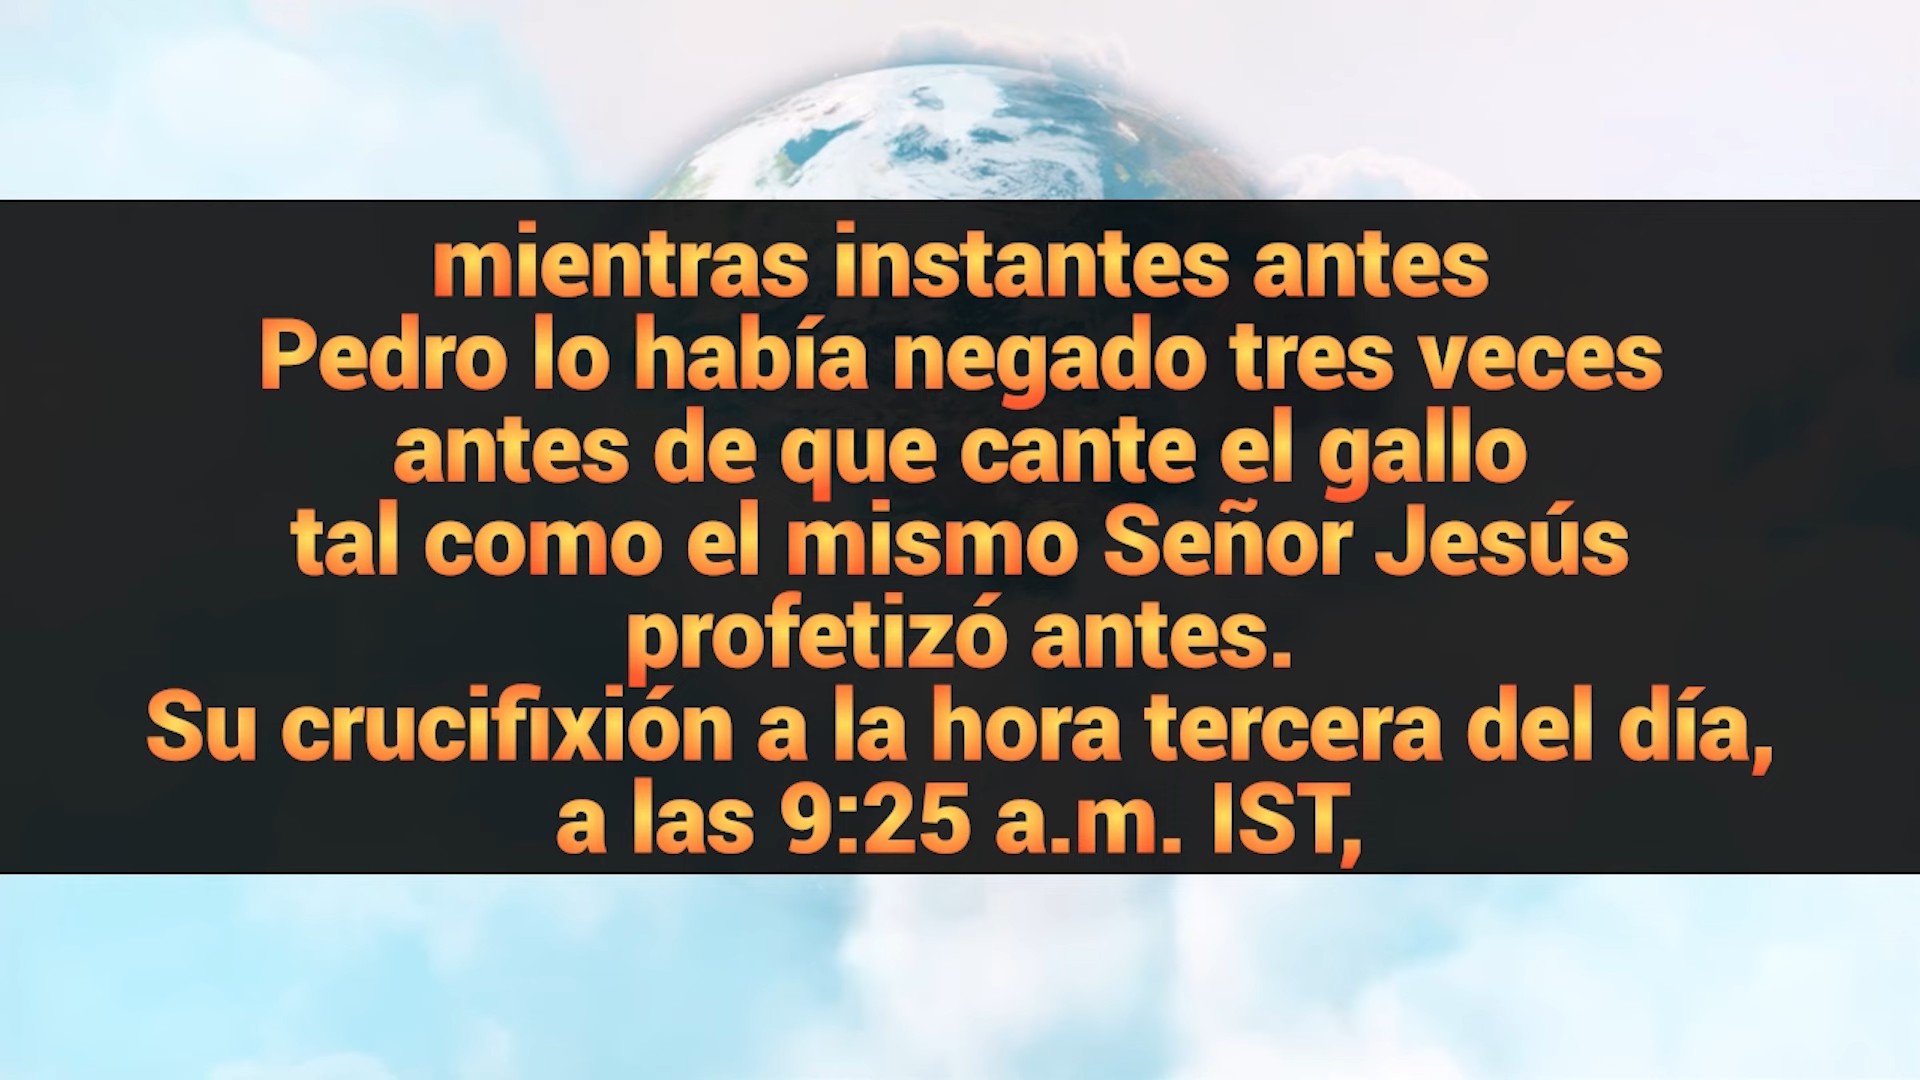 mientras instantes antes
Pedro lo había negado tres veces
antes de que cante el gallo
tal como el mismo Señor Jesús
profetizó antes.
Su crucifixión a la hora tercera del día,
a las 9:25 a.m. IST,